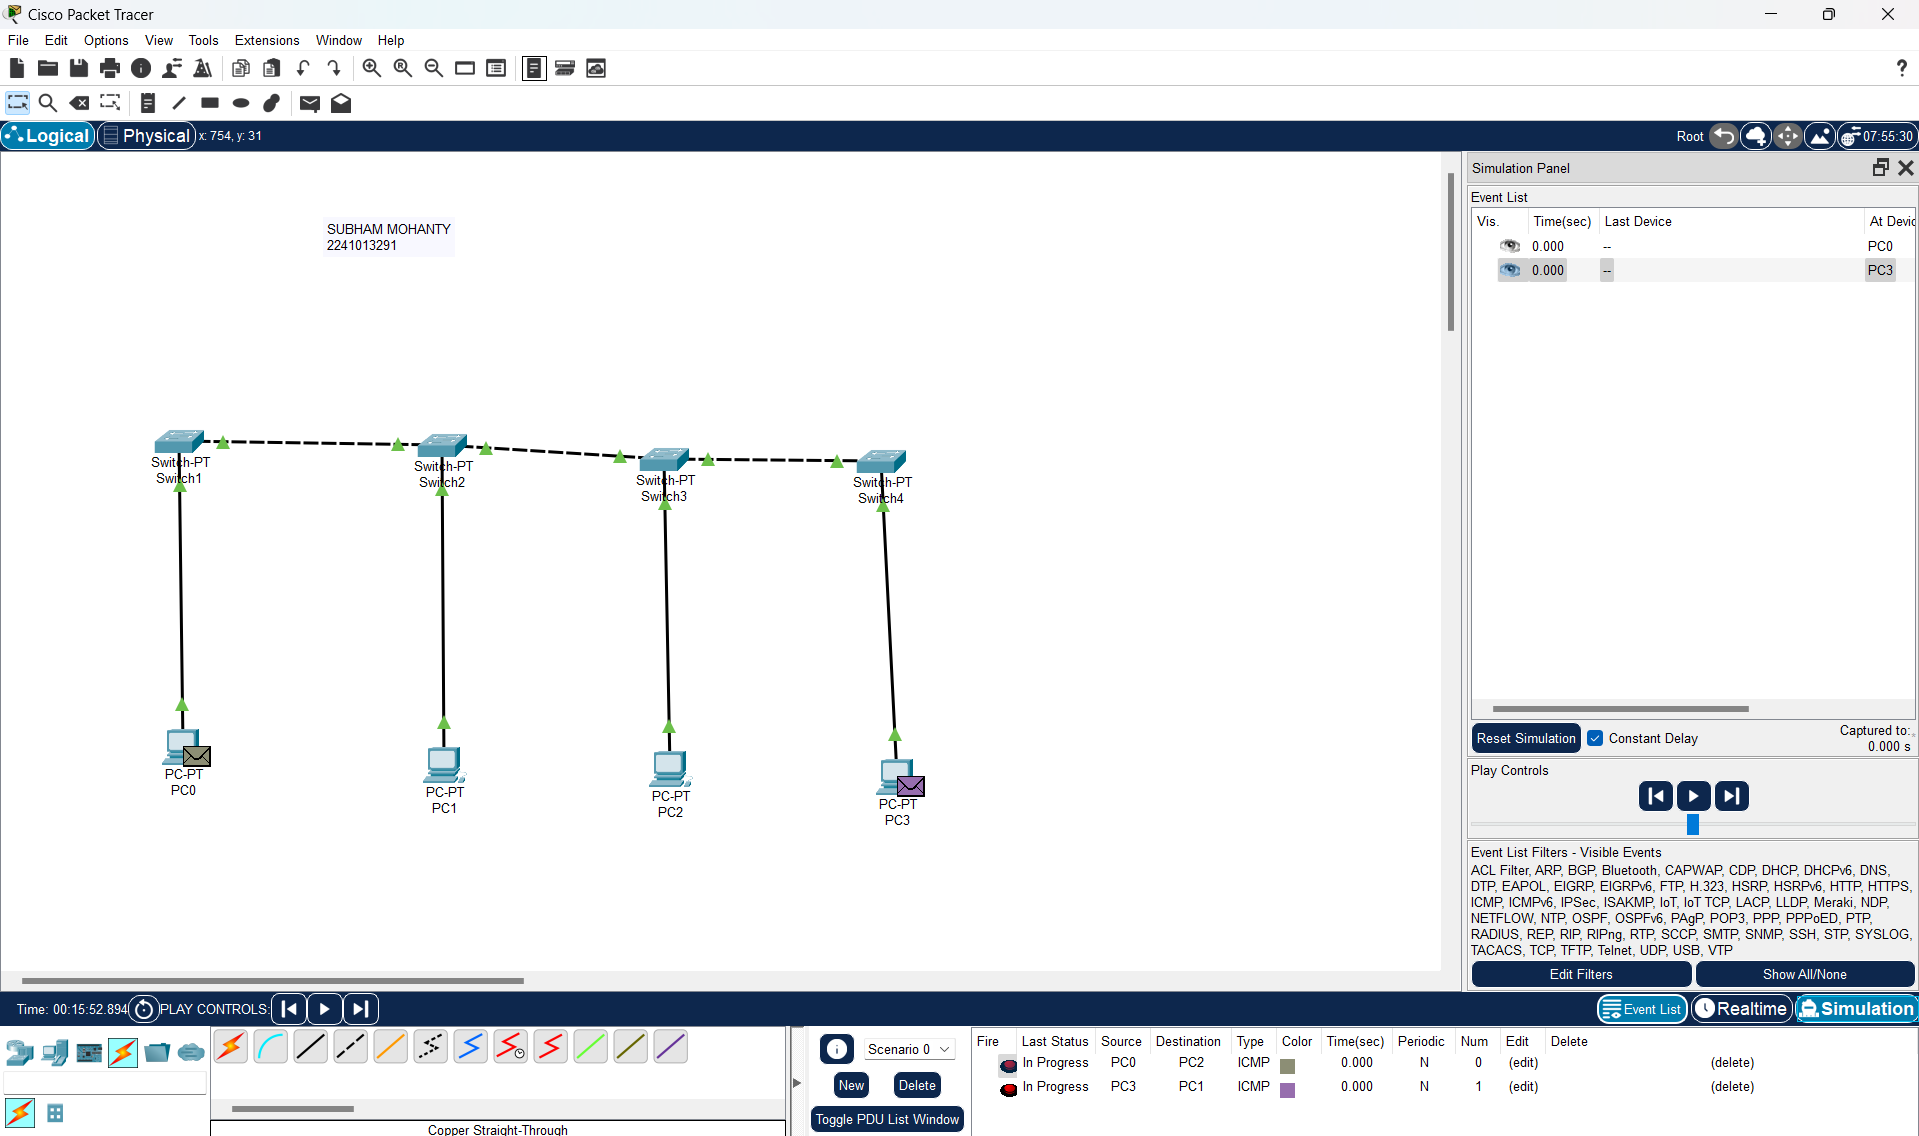 Cisco Packet Tracer
File Edit Options View Tools Extensions Window Help
?
Logical Physical x: 754, y: 31 Root 07:55:30
SUBHAM MOHANTY
2241013291
Switch-PT
Switch1
Switch-PT
Switch2
Switch-PT
Switch3
Switch-PT
Switch4
PC-PT
PC0
PC-PT
PC1
PC-PT
PC2
PC-PT
PC3
Simulation Panel
Event List
Vis. Time(sec) Last Device At Devic
0.000 -- PC0
0.000 -- PC3
Reset Simulation Constant Delay Captured to:
0.000 s
Play Controls
Event List Filters - Visible Events
ACL Filter, ARP, BGP, Bluetooth, CAPWAP, CDP, DHCP, DHCPv6, DNS,
DTP, EAPOL, EIGRP, EIGRPv6, FTP, H.323, HSRP, HSRPv6, HTTP, HTTPS,
ICMP, ICMPv6, IPSec, ISAKMP, IoT, IoT TCP, LACP, LLDP, Meraki, NDP,
NETFLOW, NTP, OSPF, OSPFv6, PAgP, POP3, PPP, PPPoED, PTP,
RADIUS, REP, RIP, RIPng, RTP, SCCP, SMTP, SNMP, SSH, STP, SYSLOG,
TACACS, TCP, TFTP, Telnet, UDP, USB, VTP
Edit Filters Show All/None
Time: 00:15:52.894 PLAY CONTROLS: Event List Realtime Simulation
Copper Straight-Through
Scenario 0
New Delete
Toggle PDU List Window
Fire Last Status Source Destination Type Color Time(sec) Periodic Num Edit Delete
In Progress PC0 PC2 ICMP 0.000 N 0 (edit) (delete)
In Progress PC3 PC1 ICMP 0.000 N 1 (edit) (delete)